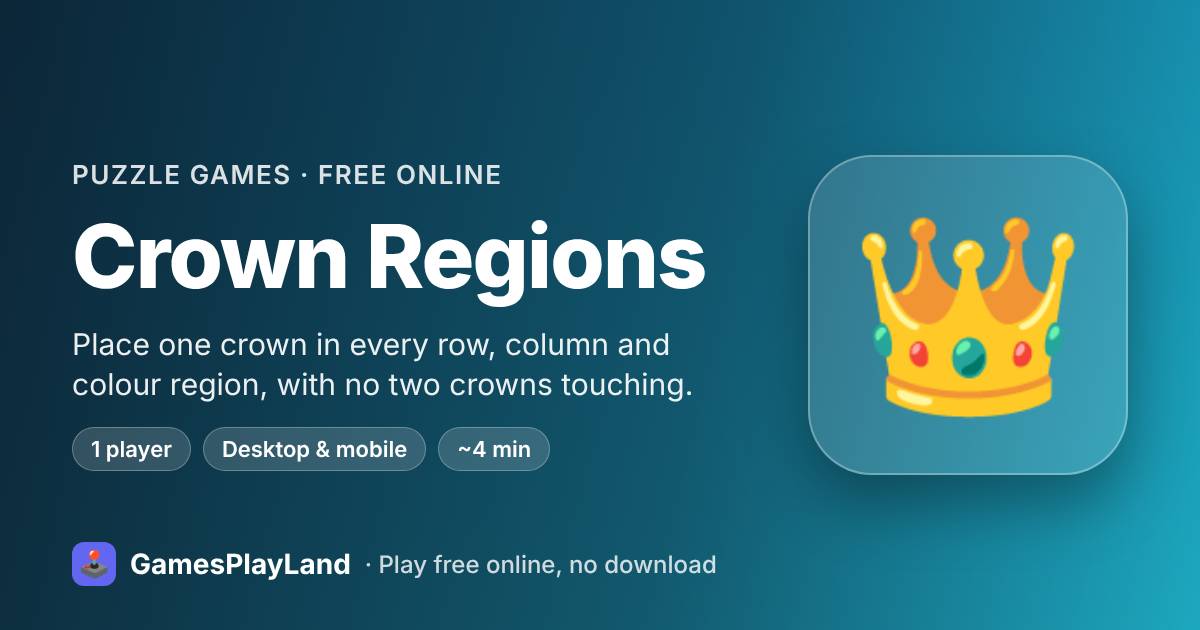 PUZZLE GAMES · FREE ONLINE
Crown Regions
Place one crown in every row, column and
colour region, with no two crowns touching.
1 player
Desktop & mobile
~4 min
GamesPlayLand · Play free online, no download